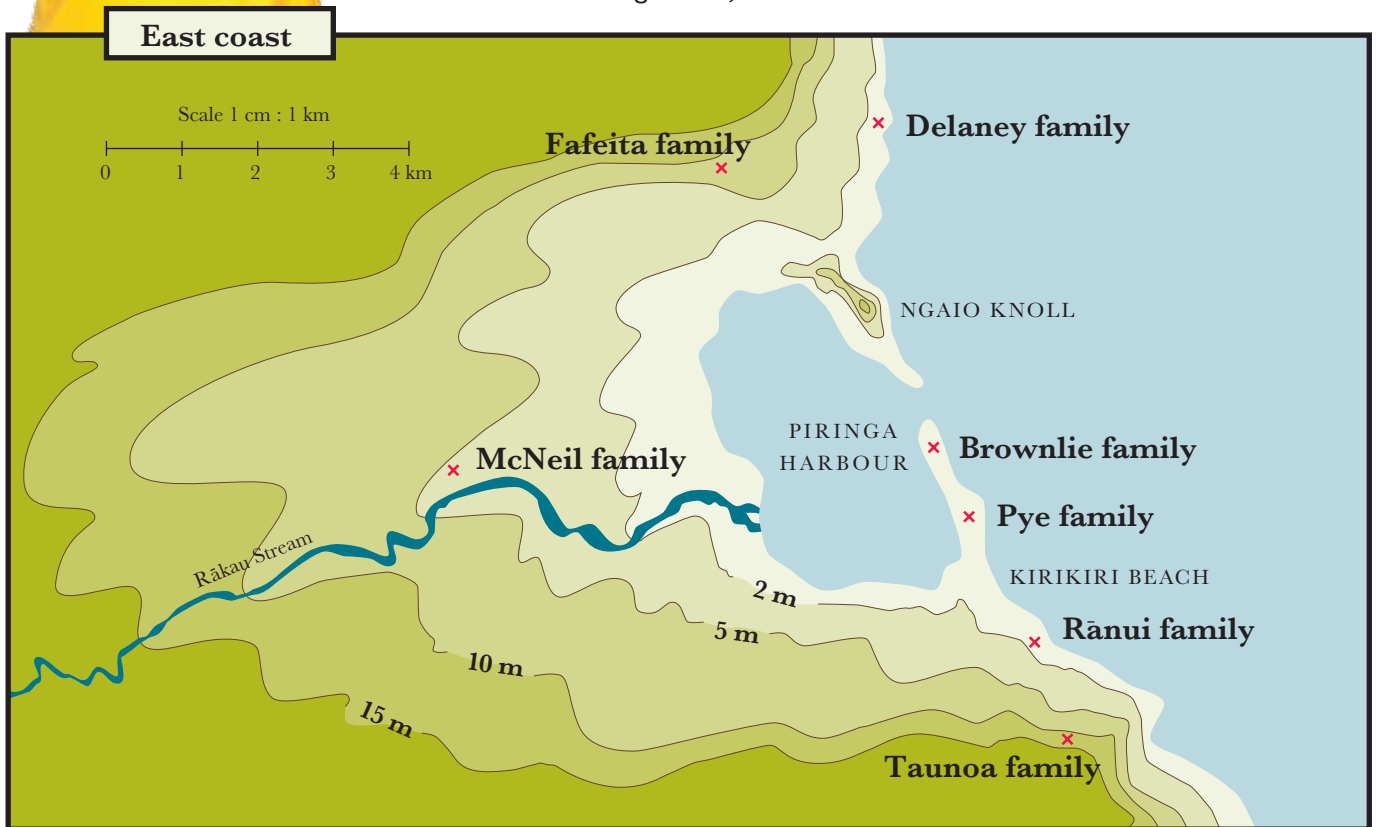 East coast
Scale 1 cm : 1 km
0 1 2 3 4 km
Fafeita family
Delaney family
NGAIO KNOLL
PIRINGA
HARBOUR
Brownlie family
McNeil family
Pye family
Rākau Stream
KIRIKIRI BEACH
2 m
Rānui family
5 m
10 m
15 m
Taunoa family